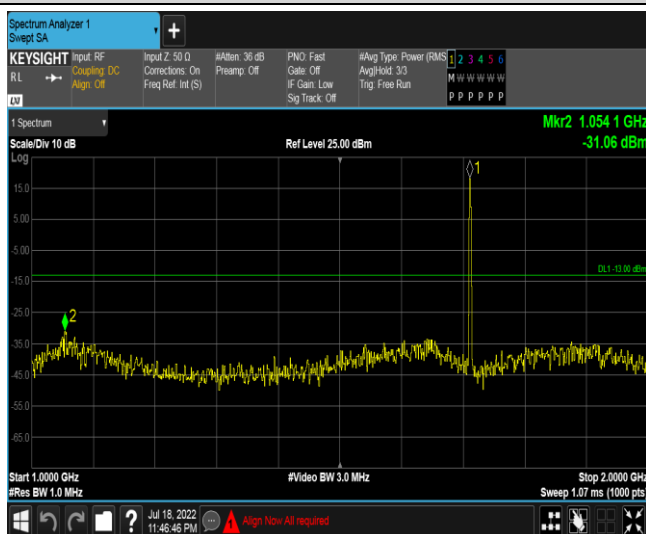 Spectrum Analyzer 1
Swept SA
+
KEYSIGHT
RL
LXI
Input: RF
Coupling: DC
Align: Off
Input Z: 50 Ω
Corrections: On
Freq Ref: Int (S)
#Atten: 36 dB
Preamp: Off
PNO: Fast
Gate: Off
IF Gain: Low
Sig Track: Off
#Avg Type: Power (RMS
Avg|Hold: 3/3
Trig: Free Run
1 2 3 4 5 6
M W W W W W
P P P P P P
1 Spectrum
Mkr2 1.054 1 GHz
Scale/Div 10 dB
Ref Level 25.00 dBm
-31.06 dBm
Log
1
15.0
5.00
-5.00
DL1 -13.00 dBm
-15.0
-25.0
2
-35.0
-45.0
-55.0
-65.0
Start 1.0000 GHz
#Video BW 3.0 MHz
Stop 2.0000 GHz
#Res BW 1.0 MHz
Sweep 1.07 ms (1000 pts)
?
Jul 18, 2022
11:46:46 PM
Align Now All required